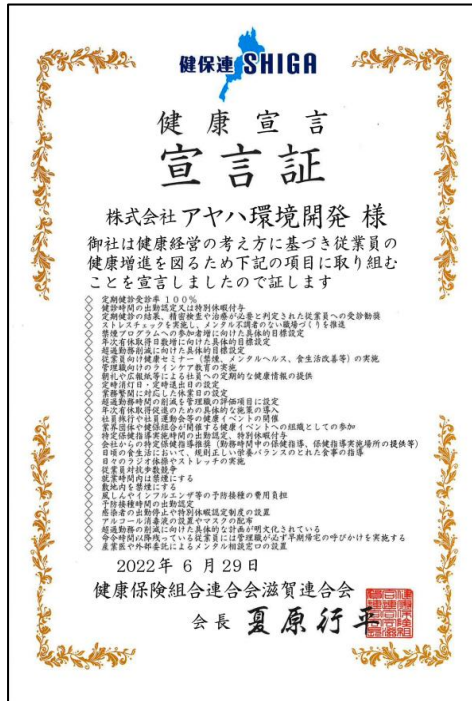 健保連 SHIGA
健康宣言
宣言証
株式会社アヤハ環境開発 様
御社は健康経営の考え方に基づき従業員の
健康増進を図るため下記の項目に取り組む
ことを宣言しましたので証します
◇ 定期健診受診率 100%
◇ 健診時間の出勤認定又は特別休暇付与
◇ 定期健診の結果、精密検査や治療が必要と判定された従業員への受診勧奨
◇ ストレスチェックを実施し、メンタル不調者のない職場づくりを推進
◇ 禁煙プログラムへの参加者増に向けた具体的目標設定
◇ 年次有休取得日数増に向けた具体的目標設定
◇ 超過勤務削減に向けた具体的目標設定
◇ 従業員向け健康セミナー(禁煙、メンタルヘルス、食生活改善等)の実施
◇ 管理職向けのラインケア教育の実施
◇ 朝礼や広報紙等による社員への定期的な健康情報の提供
◇ 定時消灯日・定時退出日の設定
◇ 業務繁閑に対応した休業日の設定
◇ 超過勤務時間の削減を管理職の評価項目に設定
◇ 年次有休取得促進のための具体的な施策の導入
◇ 社員旅行や社員運動会等の健康イベントの開催
◇ 業界団体や健保組合が開催する健康イベントへの組織としての参加
◇ 特定保健指導実施時間の出勤認定、特別休暇付与
◇ 会社からの特定保健指導推奨(勤務時間中の保健指導、保健指導実施場所の提供等)
◇ 日頃の食生活において、規則正しい栄養バランスのとれた食事の指導
◇ 日々のラジオ体操やストレッチの実施
◇ 従業員対抗歩数競争
◇ 就業時間内は禁煙にする
◇ 敷地内を禁煙にする
◇ 風しんやインフルエンザ等の予防接種の費用負担
◇ 予防接種時間の出勤認定
◇ 感染者の出勤停止や特別休暇認定制度の設置
◇ アルコール消毒液の設置やマスクの配布
◇ 超過勤務の削減に向けた具体的な計画が明文化されている
◇ 命令時間以降残っている従業員には管理職が必ず早期帰宅の呼びかけを実施する
◇ 産業医や外部委託によるメンタル相談窓口の設置
2022年 6月29日
健康保険組合連合会滋賀連合会
会長 夏原行平